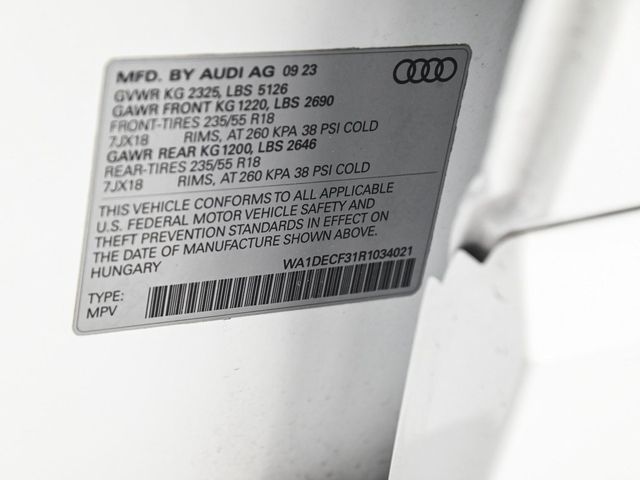 MFD. BY AUDI AG 09 23
GVWR KG 2325, LBS 5126
GAWR FRONT KG 1220, LBS 2690
FRONT-TIRES 235/55 R18
7JX18 RIMS, AT 260 KPA 38 PSI COLD
GAWR REAR KG1200, LBS 2646
REAR-TIRES 235/55 R18
7JX18 RIMS, AT 260 KPA 38 PSI COLD
THIS VEHICLE CONFORMS TO ALL APPLICABLE
U.S. FEDERAL MOTOR VEHICLE SAFETY AND
THEFT PREVENTION STANDARDS IN EFFECT ON
THE DATE OF MANUFACTURE SHOWN ABOVE.
HUNGARY
WA1DECF31R1034021
TYPE:
MPV